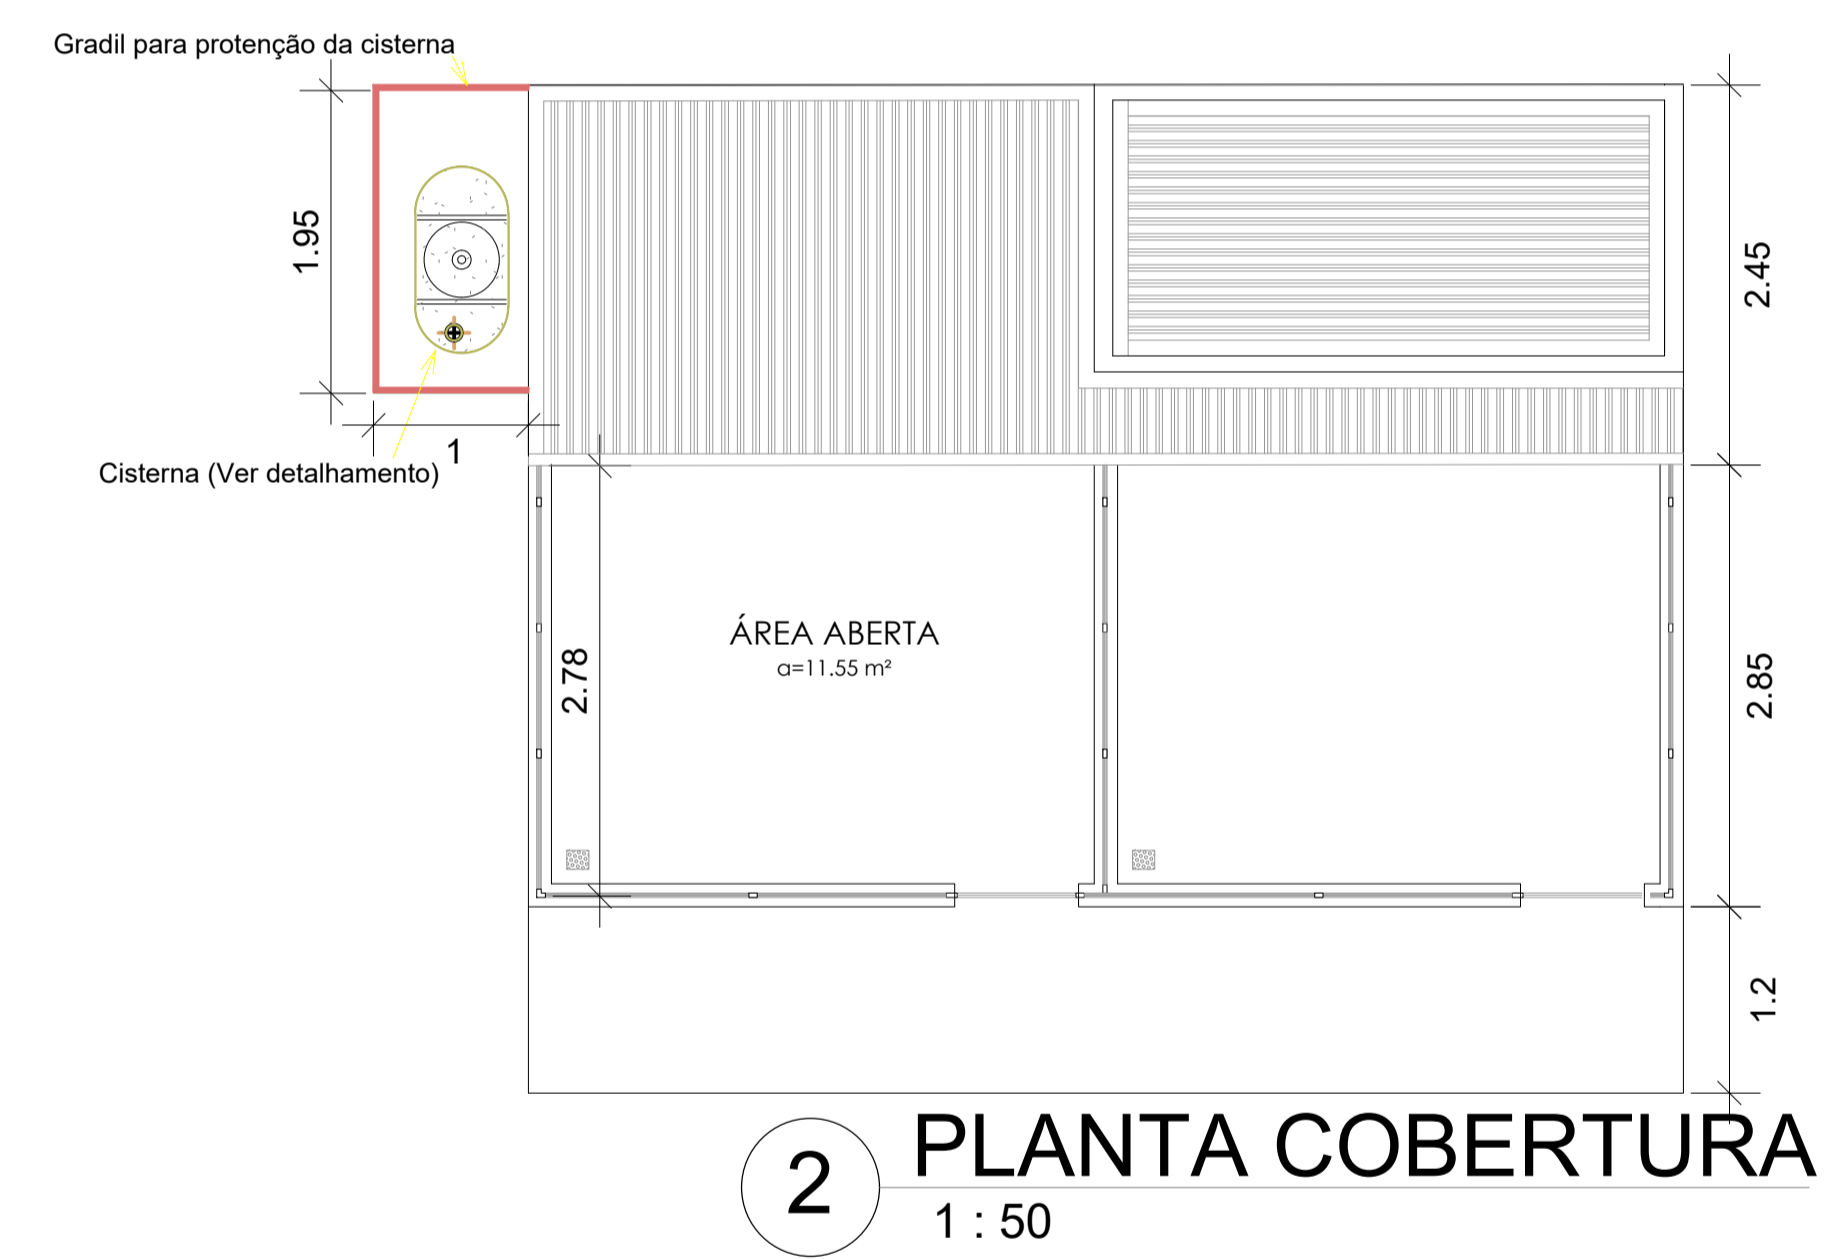 Gradil para protenção da cisterna
1.95
1
Cisterna (Ver detalhamento)
2.45
2.78
ÁREA ABERTA
a=11.55 m²
2.85
1.2
2
PLANTA COBERTURA
1 : 50